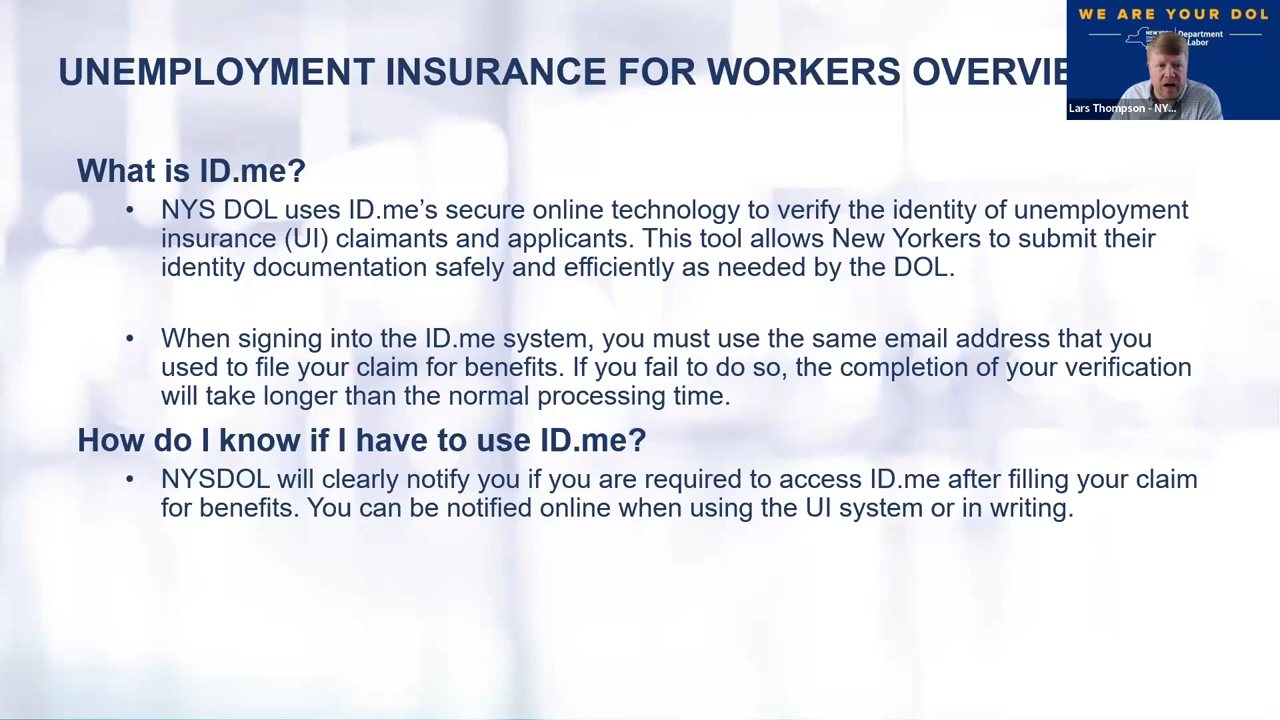 WE ARE YOUR DOL
NEW YORK
Department
Labor
UNEMPLOYMENT INSURANCE FOR WORKERS OVERVIE
Lars Thompson - NY...
What is ID.me?
• NYS DOL uses ID.me’s secure online technology to verify the identity of unemployment
insurance (UI) claimants and applicants. This tool allows New Yorkers to submit their
identity documentation safely and efficiently as needed by the DOL.
• When signing into the ID.me system, you must use the same email address that you
used to file your claim for benefits. If you fail to do so, the completion of your verification
will take longer than the normal processing time.
How do I know if I have to use ID.me?
• NYSDOL will clearly notify you if you are required to access ID.me after filling your claim
for benefits. You can be notified online when using the UI system or in writing.